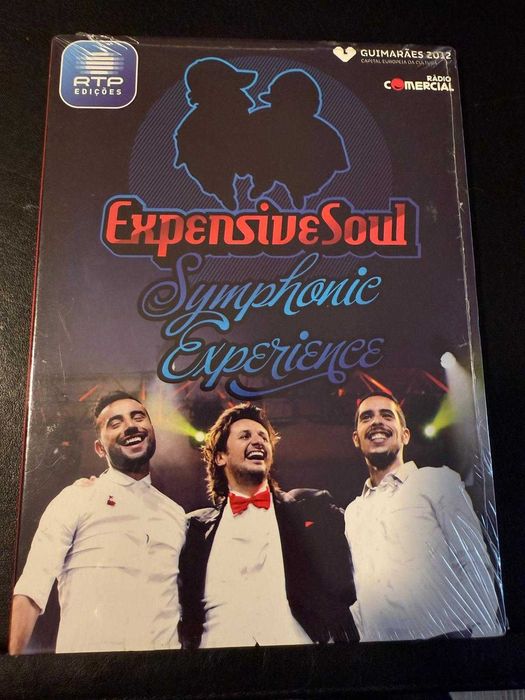 RTP
EDIÇÕES
GUIMARÃES 2012
CAPITAL EUROPEIA DA CULTURA
RÁDIO
COMERCIAL
ExpensiveSoul
Symphonic
Experience